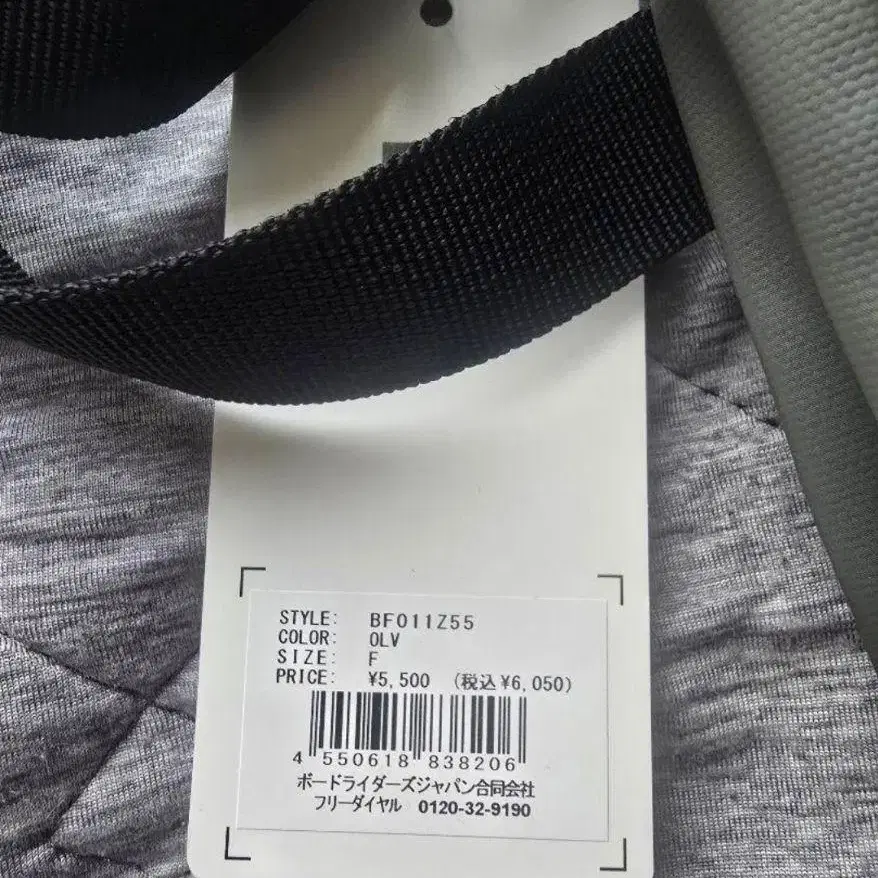 STYLE: BF011Z55
COLOR: OLV
SIZE: F
PRICE: ¥5,500 (税込¥6,050)
4 550618 838206
ボードライダーズジャパン合同会社
フリーダイヤル 0120-32-9190